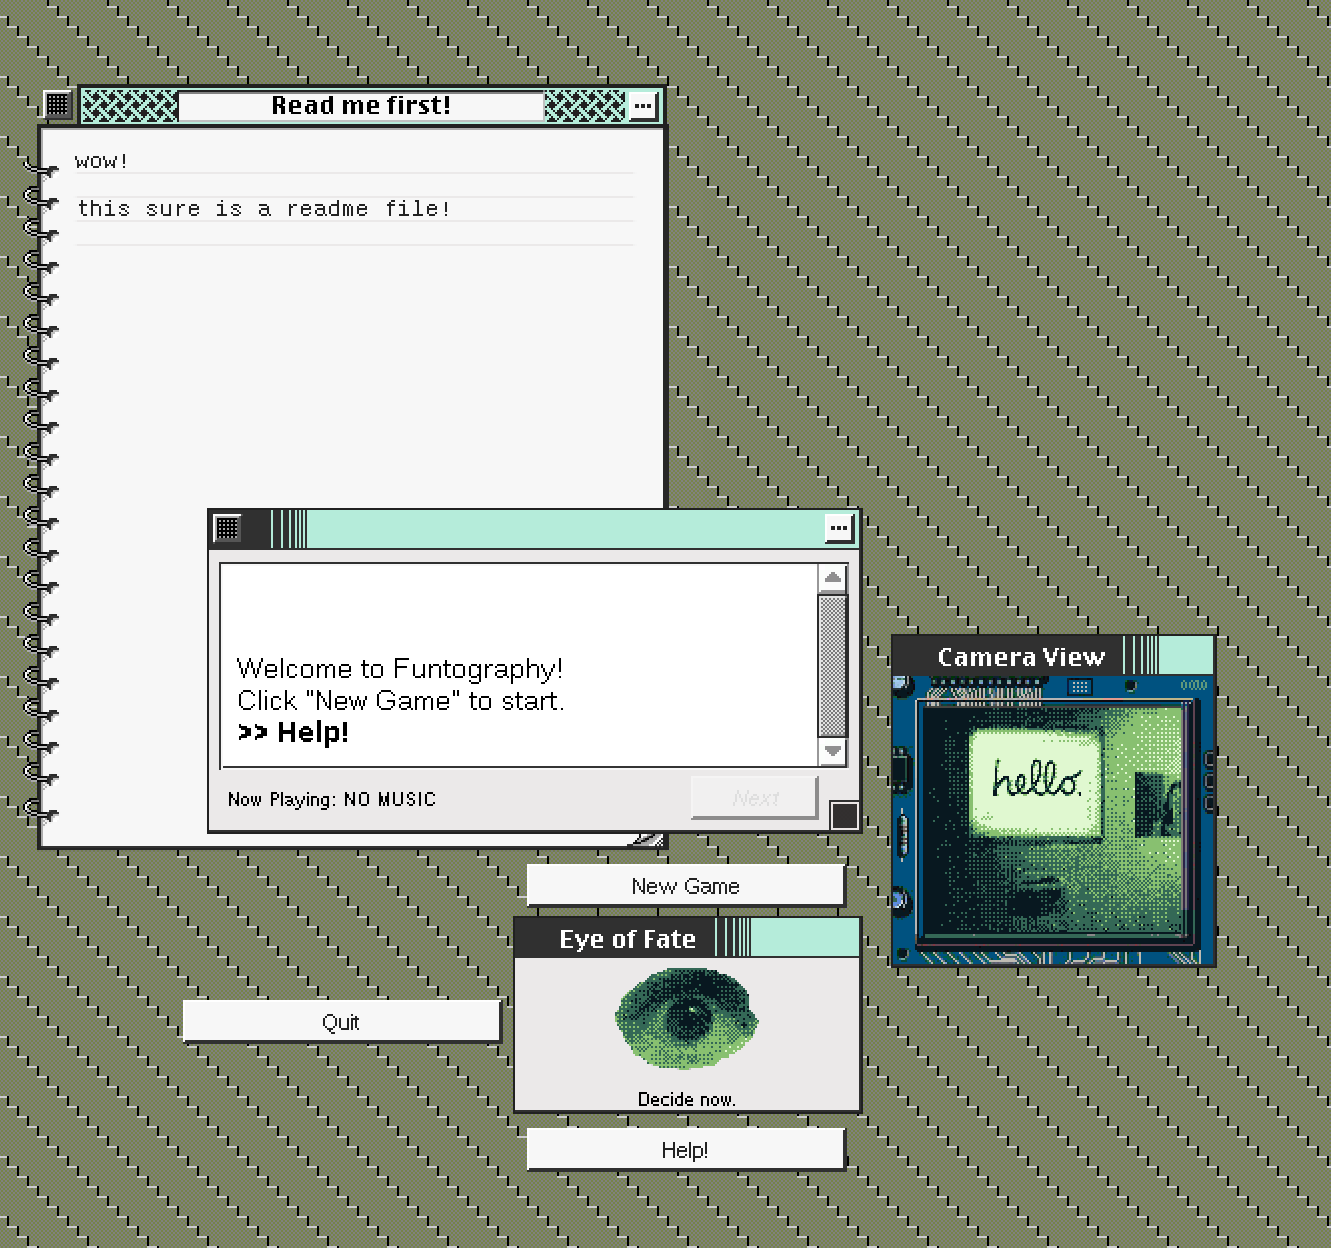 Read me first!
wow!
this sure is a readme file!
Welcome to Funtography!
Click "New Game" to start.
>> Help!
Now Playing: NO MUSIC
Next
Camera View
hello.
New Game
Eye of Fate
Decide now.
Quit
Help!